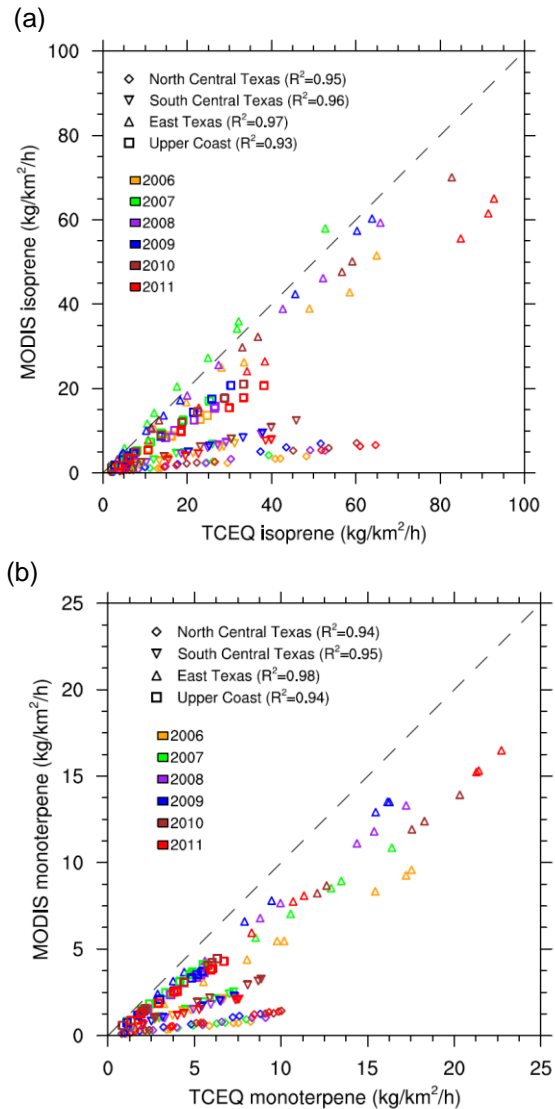 (a)
100
80
60
40
20
0
MODIS isoprene (kg/km²/h)
North Central Texas (R²=0.95)
South Central Texas (R²=0.96)
East Texas (R²=0.97)
Upper Coast (R²=0.93)
2006
2007
2008
2009
2010
2011
0 20 40 60 80 100
TCEQ isoprene (kg/km²/h)
(b)
25
20
15
10
5
0
MODIS monoterpene (kg/km²/h)
North Central Texas (R²=0.94)
South Central Texas (R²=0.95)
East Texas (R²=0.98)
Upper Coast (R²=0.94)
2006
2007
2008
2009
2010
2011
0 5 10 15 20 25
TCEQ monoterpene (kg/km²/h)